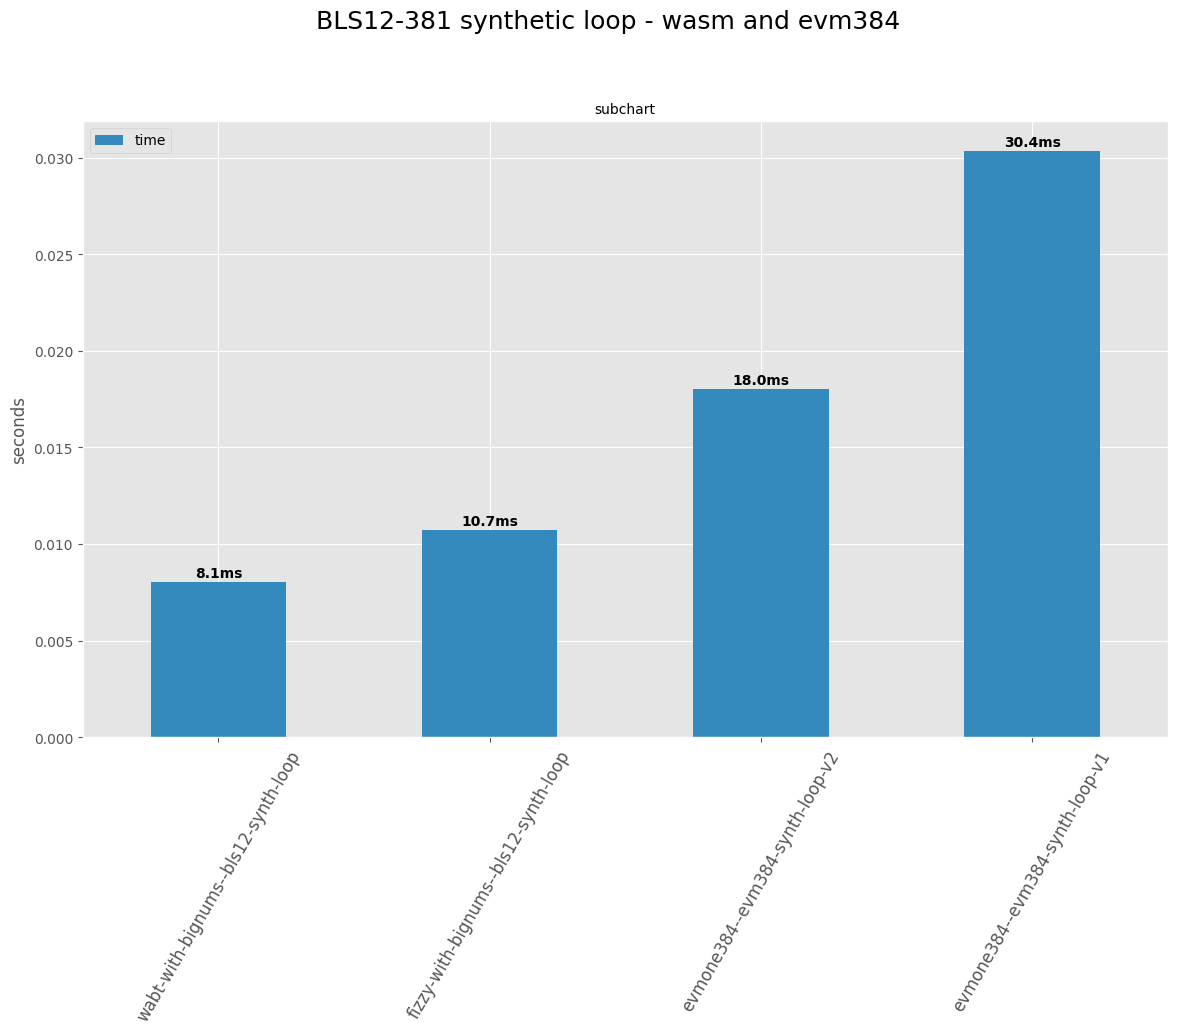 BLS12-381 synthetic loop - wasm and evm384
subchart
time
30.4ms
18.0ms
10.7ms
8.1ms
0.030
0.025
0.020
0.015
0.010
0.005
0.000
seconds
wabt-with-bignums--bls12-synth-loop
fizzy-with-bignums--bls12-synth-loop
evmone384--evm384-synth-loop-v2
evmone384--evm384-synth-loop-v1